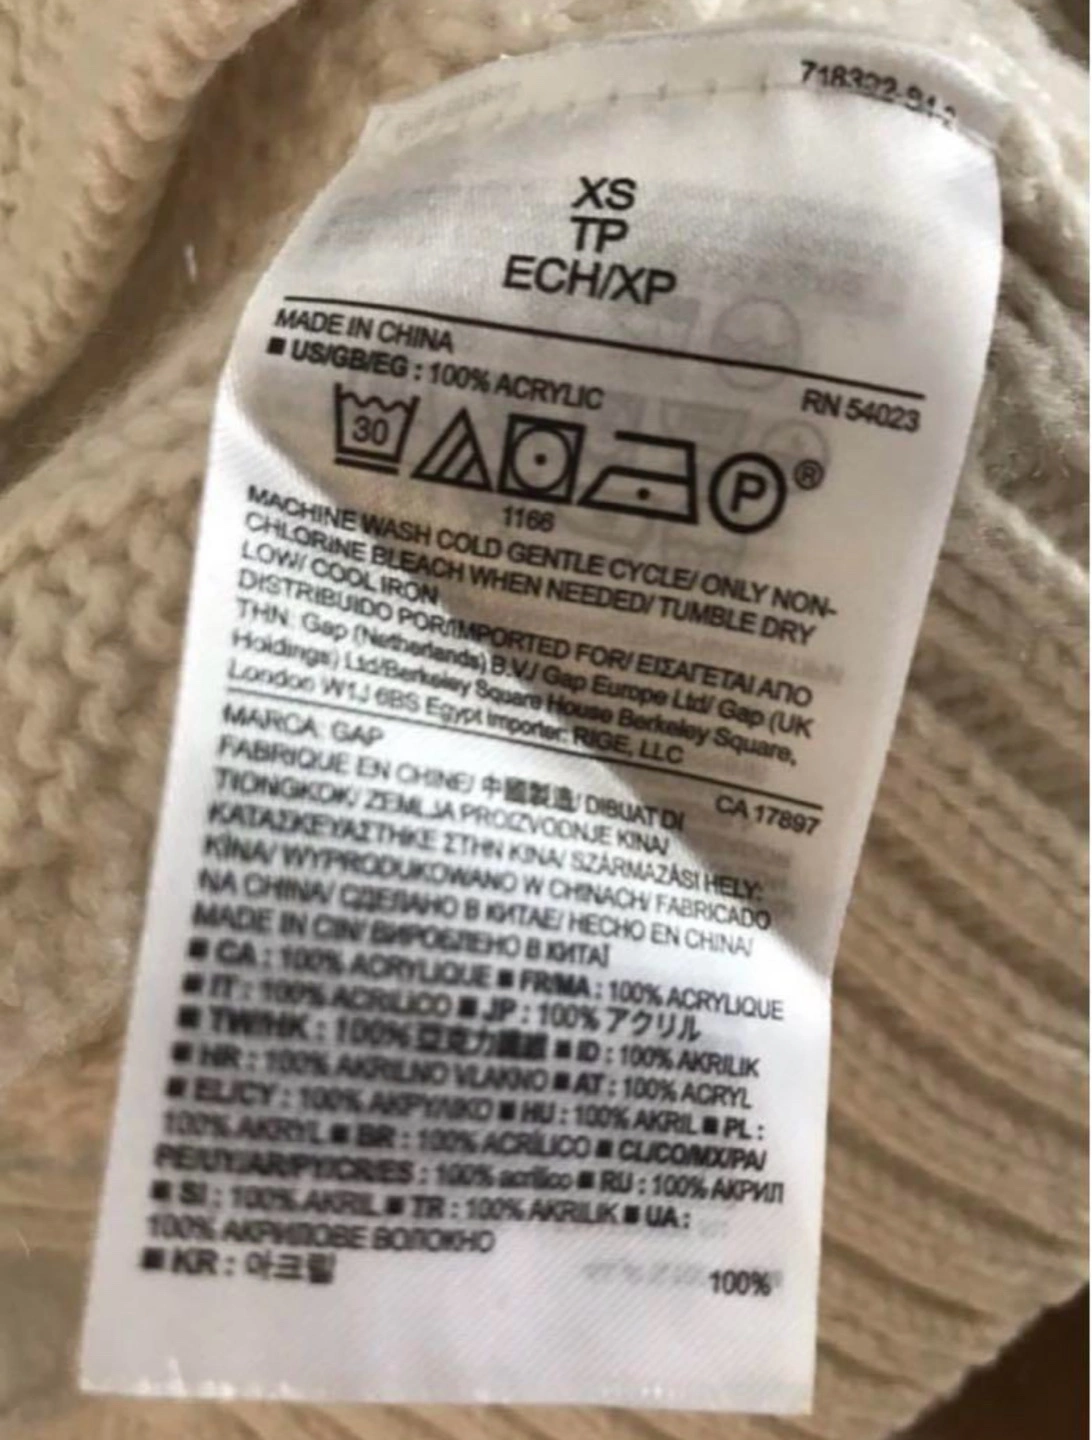 XS
TP
ECH/XP
MADE IN CHINA
RN 54023
■ US/GB/EG : 100% ACRYLIC
30
P ®
1166
MACHINE WASH COLD GENTLE CYCLE/ ONLY NON-
CHLORINE BLEACH WHEN NEEDED/ TUMBLE DRY
LOW/ COOL IRON
DISTRIBUIDO POR/IMPORTED FOR/ ΕΙΣΑΓΕΤΑΙ ΑΠΟ
ΤΗΝ: Gap (Netherlands) B.V./ Gap Europe Ltd/ Gap (UK
Holdings) Ltd/Berkeley Square House Berkeley Square,
London W1J 6BS Egypt Importer: RIGE, LLC
MARCA: GAP
CA 17897
FABRIQUE EN CHINE/ 中國製造/ DIBUAT DI
TIONGKOK/ ZEMLJA PROIZVODNJE KINA/
ΚΑΤΑΣΚΕΥΑΣΤΗΚΕ ΣΤΗΝ ΚΙΝΑ/ SZÁRMAZÁSI HELY:
KÍNA/ WYPRODUKOWANO W CHINACH/ FABRICADO
NA CHINA/ СДЕЛАНО В КИТАЕ/ HECHO EN CHINA/
MADE IN CIN/ ВИРОБЛЕНО В КИТАЇ
■ CA : 100% ACRYLIQUE ■ FR/MA : 100% ACRYLIQUE
■ IT : 100% ACRILICO ■ JP : 100% アクリル
■ TW/HK : 100% 亞克力纖維 ■ ID : 100% AKRILIK
■ HR : 100% AKRILNO VLAKNO ■ AT : 100% ACRYL
■ EL/CY : 100% ΑΚΡΥΛΙΚΟ ■ HU : 100% AKRIL ■ PL :
100% AKRYL ■ BR : 100% ACRÍLICO ■ CL/CO/MX/PA/
PE/UY/AR/PY/CR/ES : 100% acrílico ■ RU : 100% АКРИЛ
■ SI : 100% AKRIL ■ TR : 100% AKRILIK ■ UA :
100% АКРИЛОВЕ ВОЛОКНО
■ KR : 아크릴
100%